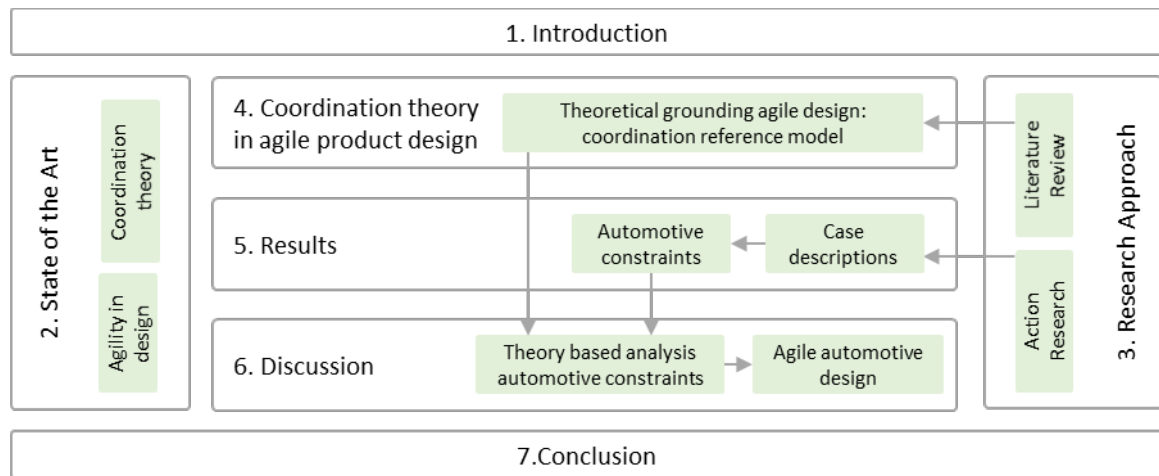 1. Introduction
2. State of the Art
Coordination
theory
Agility in
design
4. Coordination theory
in agile product design
Theoretical grounding agile design:
coordination reference model
5. Results
Automotive
constraints
Case
descriptions
6. Discussion
Theory based analysis
automotive constraints
Agile automotive
design
Literature
Review
Action
Research
3. Research Approach
7.Conclusion